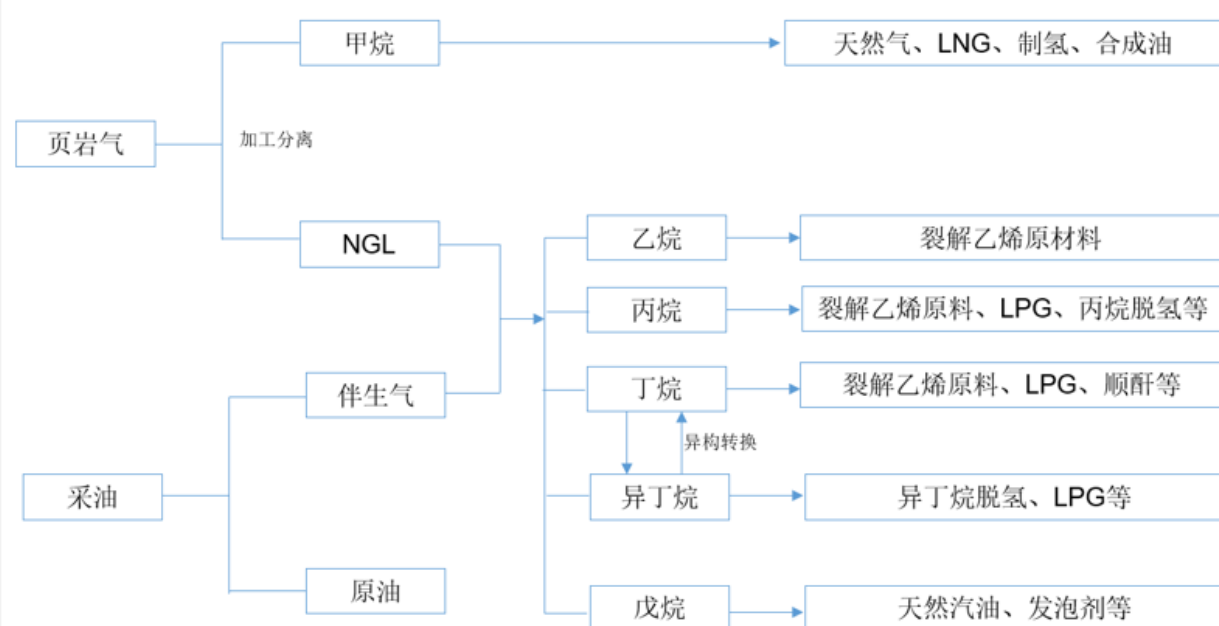 甲烷
天然气、LNG、制氢、合成油
页岩气
加工分离
NGL
乙烷
裂解乙烯原材料
丙烷
裂解乙烯原料、LPG、丙烷脱氢等
伴生气
丁烷
裂解乙烯原料、LPG、顺酐等
异构转换
采油
异丁烷
异丁烷脱氢、LPG等
原油
戊烷
天然汽油、发泡剂等